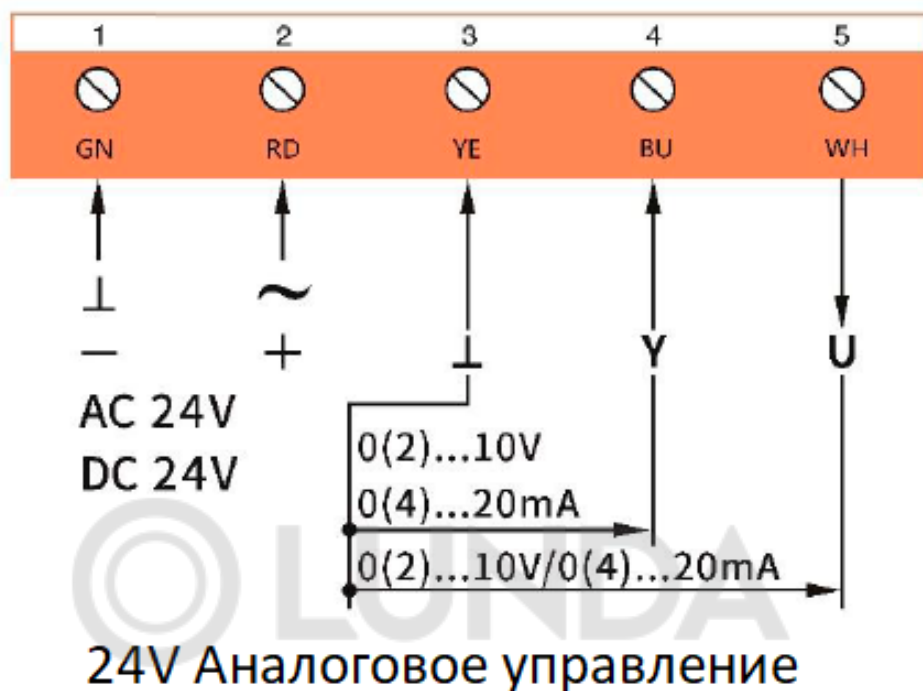 1 2 3 4 5
GN RD YE BU WH
⊥ ~
— + ⊥ Y U
AC 24V
DC 24V
0(2)...10V
0(4)...20mA
0(2)...10V/0(4)...20mA
LUNDA
24V Аналоговое управление